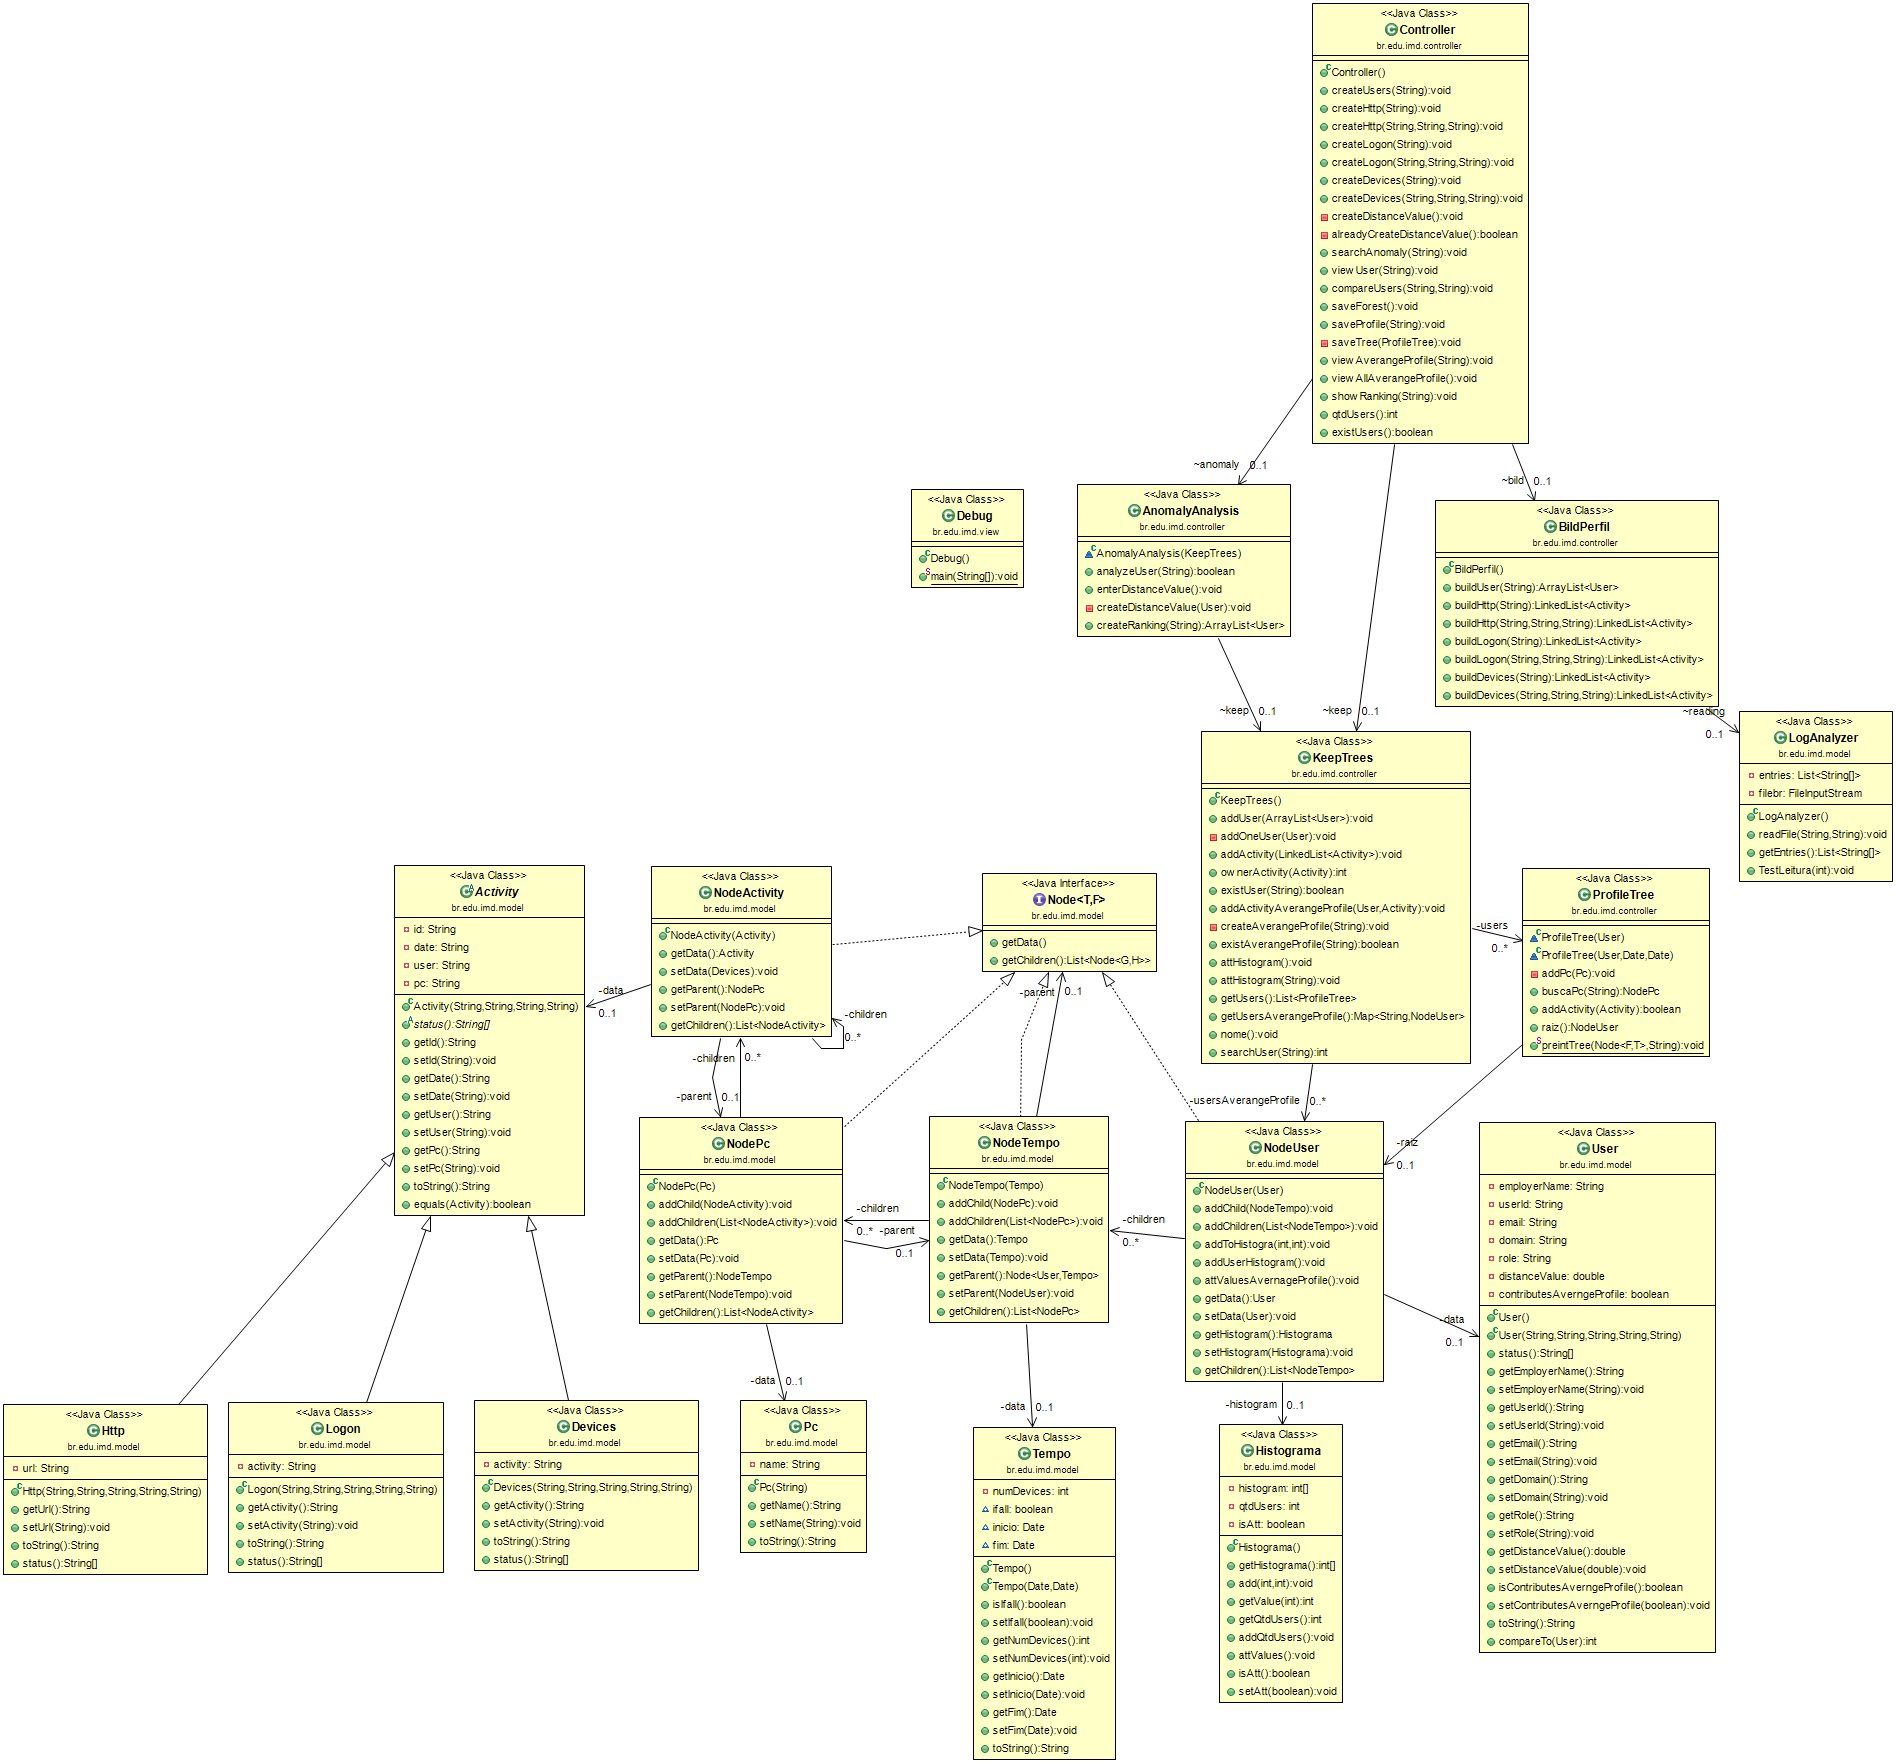 <<Java Class>>
Controller
br.edu.imd.controller
Controller()
createUsers(String):void
createHttp(String):void
createHttp(String,String,String):void
createLogon(String):void
createLogon(String,String,String):void
createDevices(String):void
createDevices(String,String,String):void
createDistanceValue():void
alreadyCreateDistanceValue():boolean
searchAnomaly(String):void
viewUser(String):void
compareUsers(String,String):void
saveForest():void
saveProfile(String):void
saveTree(ProfileTree):void
viewAverangeProfile(String):void
viewAllAverangeProfile():void
showRanking(String):void
qtdUsers():int
existUsers():boolean
~anomaly 0..1
~bild 0..1
<<Java Class>>
Debug
br.edu.imd.view
Debug()
main(String[]):void
<<Java Class>>
AnomalyAnalysis
br.edu.imd.controller
AnomalyAnalysis(KeepTrees)
analyzeUser(String):boolean
enterDistanceValue():void
createDistanceValue(User):void
createRanking(String):ArrayList<User>
<<Java Class>>
BildPerfil
br.edu.imd.controller
BildPerfil()
buildUser(String):ArrayList<User>
buildHttp(String):LinkedList<Activity>
buildHttp(String,String,String):LinkedList<Activity>
buildLogon(String):LinkedList<Activity>
buildLogon(String,String,String):LinkedList<Activity>
buildDevices(String):LinkedList<Activity>
buildDevices(String,String,String):LinkedList<Activity>
~keep 0..1
~keep 0..1
~reading
0..1
<<Java Class>>
LogAnalyzer
br.edu.imd.model
entries: List<String[]>
filebr: FileInputStream
LogAnalyzer()
readFile(String,String):void
getEntries():List<String[]>
TestLeitura(int):void
<<Java Class>>
KeepTrees
br.edu.imd.controller
KeepTrees()
addUser(ArrayList<User>):void
addOneUser(User):void
addActivity(LinkedList<Activity>):void
ownerActivity(Activity):int
existUser(String):boolean
addActivityAverangeProfile(User,Activity):void
createAverangeProfile(String):void
existAverangeProfile(String):boolean
attHistogram():void
attHistogram(String):void
getUsers():List<ProfileTree>
getUsersAverangeProfile():Map<String,NodeUser>
nome():void
searchUser(String):int
-users
0..*
<<Java Class>>
ProfileTree
br.edu.imd.controller
ProfileTree(User)
ProfileTree(User,Date,Date)
addPc(Pc):void
buscaPc(String):NodePc
addActivity(Activity):boolean
raiz():NodeUser
preintTree(Node<F,T>,String):void
<<Java Class>>
Activity
br.edu.imd.model
id: String
date: String
user: String
pc: String
Activity(String,String,String,String)
status():String[]
getId():String
setId(String):void
getDate():String
setDate(String):void
getUser():String
setUser(String):void
getPc():String
setPc(String):void
toString():String
equals(Activity):boolean
-data
0..1
<<Java Class>>
NodeActivity
br.edu.imd.model
NodeActivity(Activity)
getData():Activity
setData(Devices):void
getParent():NodePc
setParent(NodePc):void
getChildren():List<NodeActivity>
-children
0..*
-children 0..*
-parent 0..1
<<Java Interface>>
Node<T,F>
br.edu.imd.model
getData()
getChildren():List<Node<G,H>>
-parent 0..1
-usersAverangeProfile 0..*
-raiz
0..1
<<Java Class>>
NodePc
br.edu.imd.model
NodePc(Pc)
addChild(NodeActivity):void
addChildren(List<NodeActivity>):void
getData():Pc
setData(Pc):void
getParent():NodeTempo
setParent(NodeTempo):void
getChildren():List<NodeActivity>
-children
0..* -parent
0..1
<<Java Class>>
NodeTempo
br.edu.imd.model
NodeTempo(Tempo)
addChild(NodePc):void
addChildren(List<NodePc>):void
getData():Tempo
setData(Tempo):void
getParent():Node<User,Tempo>
setParent(NodeUser):void
getChildren():List<NodePc>
-children
0..*
<<Java Class>>
NodeUser
br.edu.imd.model
NodeUser(User)
addChild(NodeTempo):void
addChildren(List<NodeTempo>):void
addToHistogra(int,int):void
addUserHistogram():void
attValuesAvernageProfile():void
getData():User
setData(User):void
getHistogram():Histograma
setHistogram(Histograma):void
getChildren():List<NodeTempo>
-data
0..1
<<Java Class>>
User
br.edu.imd.model
employerName: String
userId: String
email: String
domain: String
role: String
distanceValue: double
contributesAverngeProfile: boolean
User()
User(String,String,String,String,String)
status():String[]
getEmployerName():String
setEmployerName(String):void
getUserId():String
setUserId(String):void
getEmail():String
setEmail(String):void
getDomain():String
setDomain(String):void
getRole():String
setRole(String):void
getDistanceValue():double
setDistanceValue(double):void
isContributesAverngeProfile():boolean
setContributesAverngeProfile(boolean):void
toString():String
compareTo(User):int
-data 0..1
-data 0..1
-histogram 0..1
<<Java Class>>
Http
br.edu.imd.model
url: String
Http(String,String,String,String,String)
getUrl():String
setUrl(String):void
toString():String
status():String[]
<<Java Class>>
Logon
br.edu.imd.model
activity: String
Logon(String,String,String,String,String)
getActivity():String
setActivity(String):void
toString():String
status():String[]
<<Java Class>>
Devices
br.edu.imd.model
activity: String
Devices(String,String,String,String,String)
getActivity():String
setActivity(String):void
toString():String
status():String[]
<<Java Class>>
Pc
br.edu.imd.model
name: String
Pc(String)
getName():String
setName(String):void
toString():String
<<Java Class>>
Tempo
br.edu.imd.model
numDevices: int
ifall: boolean
inicio: Date
fim: Date
Tempo()
Tempo(Date,Date)
isIfall():boolean
setIfall(boolean):void
getNumDevices():int
setNumDevices(int):void
getInicio():Date
setInicio(Date):void
getFim():Date
setFim(Date):void
toString():String
<<Java Class>>
Histograma
br.edu.imd.model
histogram: int[]
qtdUsers: int
isAtt: boolean
Histograma()
getHistograma():int[]
add(int,int):void
getValue(int):int
getQtdUsers():int
addQtdUsers():void
attValues():void
isAtt():boolean
setAtt(boolean):void